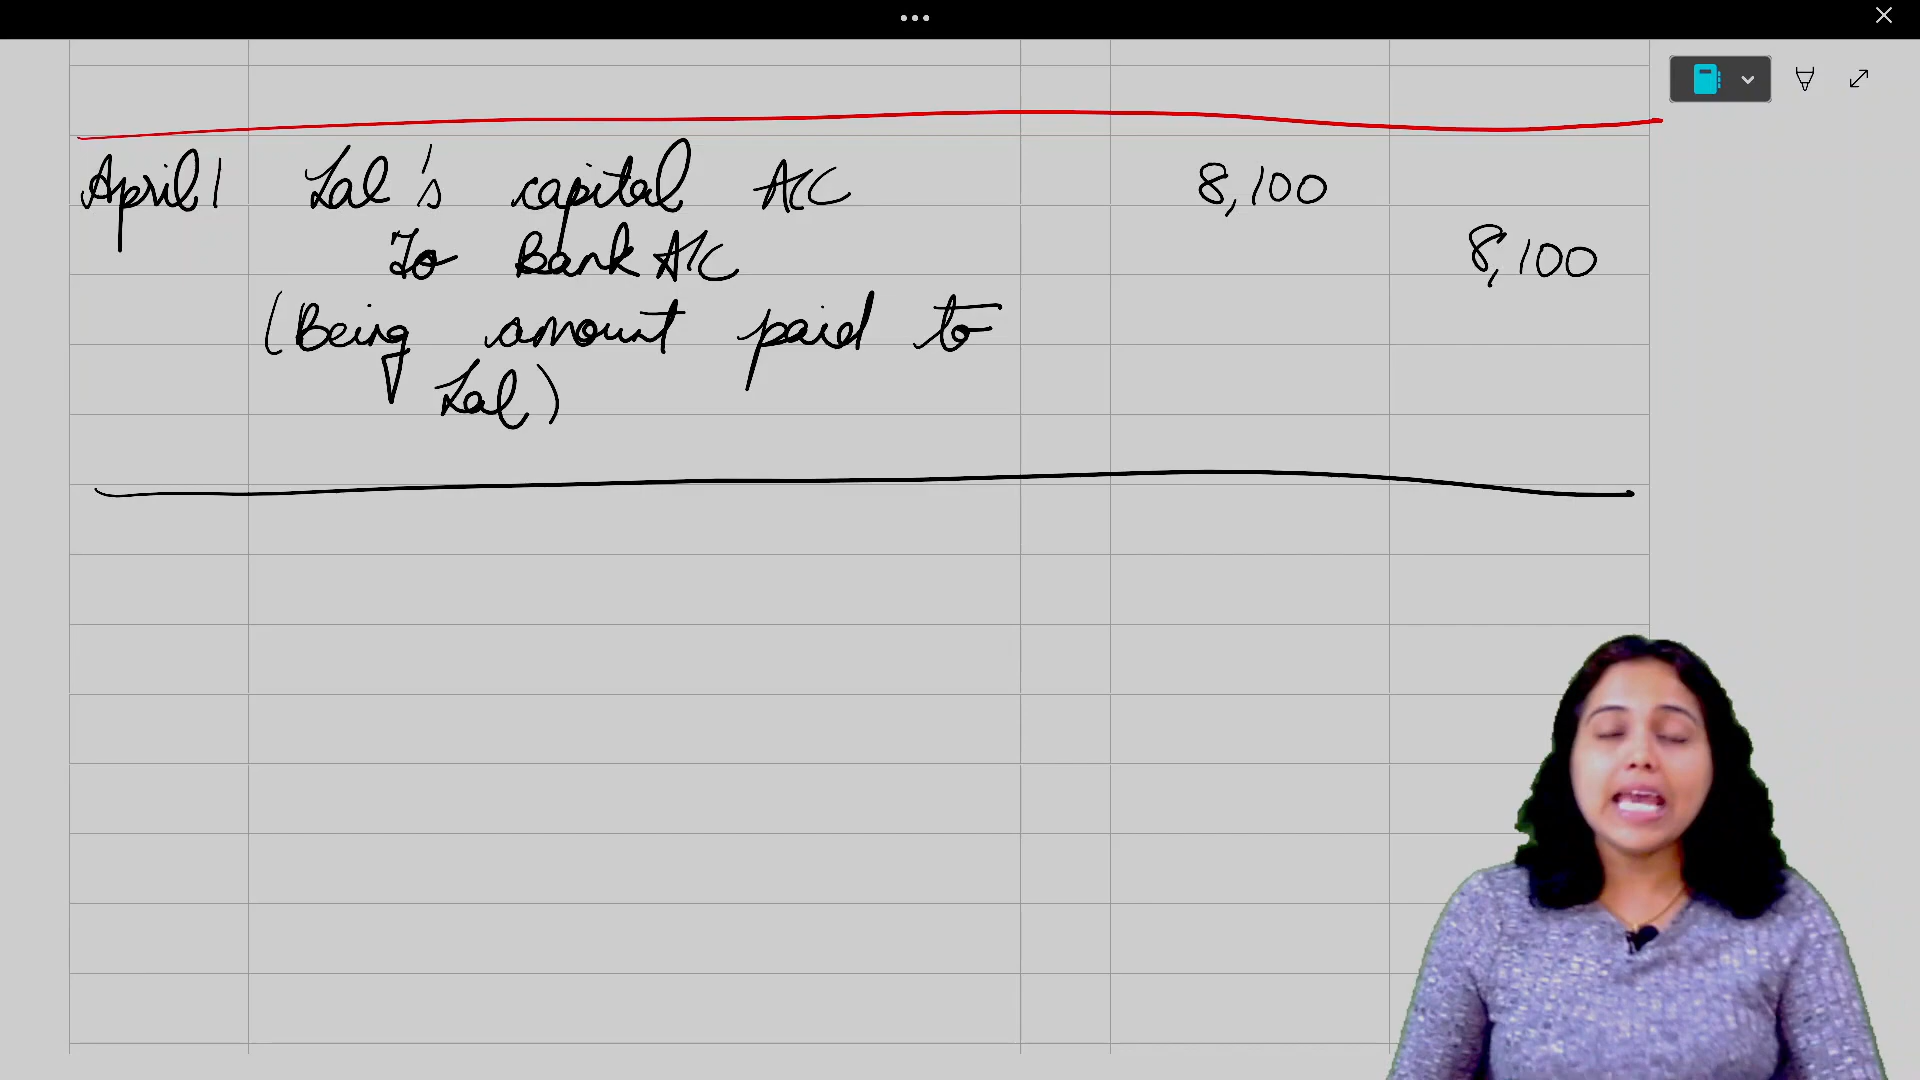 April 1 Lal's capital A/C 8,100
To Bank A/C 8,100
(Being amount paid to
Lal)